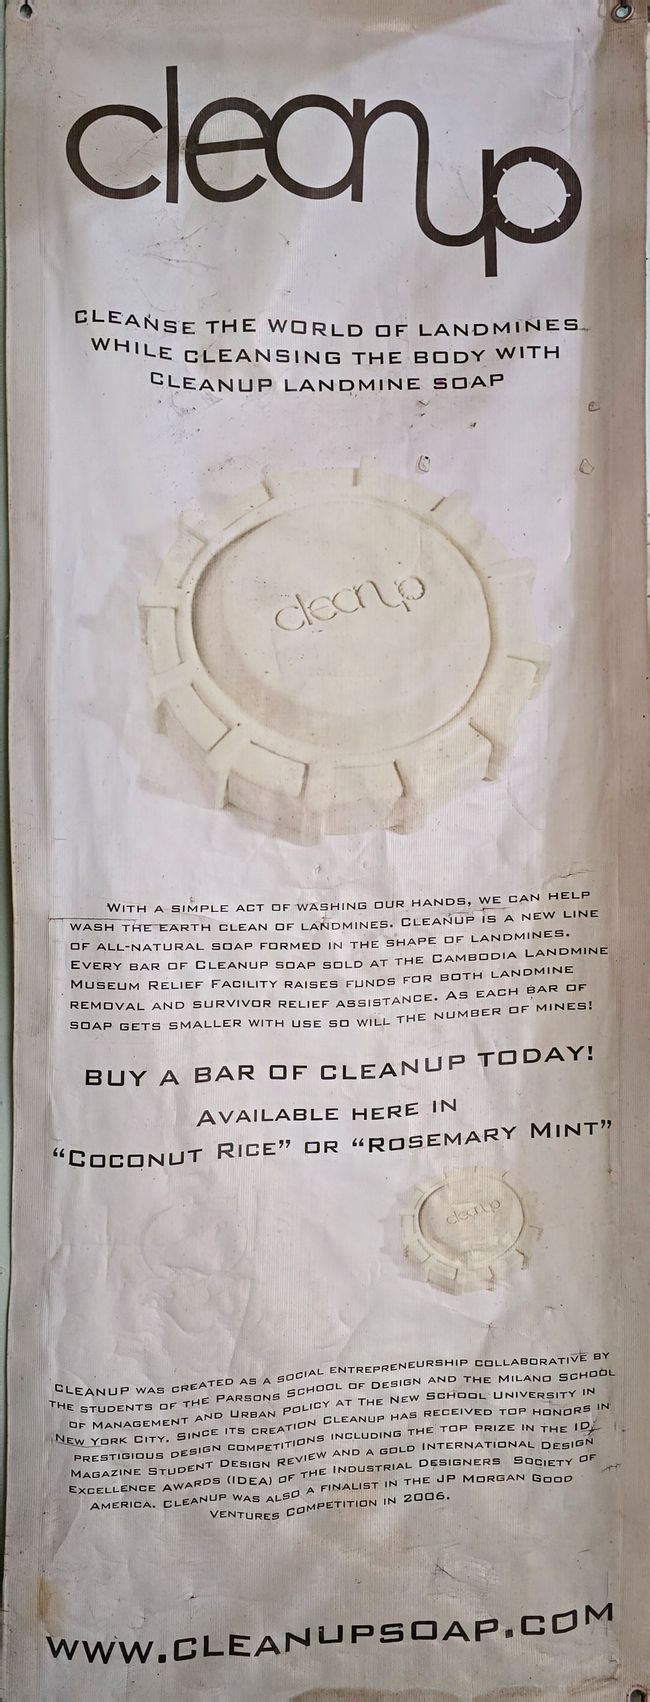 cleanup
CLEANSE THE WORLD OF LANDMINES
WHILE CLEANSING THE BODY WITH
CLEANUP LANDMINE SOAP
cleanup
WITH A SIMPLE ACT OF WASHING OUR HANDS, WE CAN HELP
WASH THE EARTH CLEAN OF LANDMINES. CLEANUP IS A NEW LINE
OF ALL-NATURAL SOAP FORMED IN THE SHAPE OF LANDMINES.
EVERY BAR OF CLEANUP SOAP SOLD AT THE CAMBODIA LANDMINE
MUSEUM RELIEF FACILITY RAISES FUNDS FOR BOTH LANDMINE
REMOVAL AND SURVIVOR RELIEF ASSISTANCE. AS EACH BAR OF
SOAP GETS SMALLER WITH USE SO WILL THE NUMBER OF MINES!
BUY A BAR OF CLEANUP TODAY!
AVAILABLE HERE IN
“COCONUT RICE” OR “ROSEMARY MINT”
cleanup
CLEANUP WAS CREATED AS A SOCIAL ENTREPRENEURSHIP COLLABORATIVE BY
THE STUDENTS OF THE PARSONS SCHOOL OF DESIGN AND THE MILANO SCHOOL
OF MANAGEMENT AND URBAN POLICY AT THE NEW SCHOOL UNIVERSITY IN
NEW YORK CITY. SINCE ITS CREATION CLEANUP HAS RECEIVED TOP HONORS IN
PRESTIGIOUS DESIGN COMPETITIONS INCLUDING THE TOP PRIZE IN THE ID
MAGAZINE STUDENT DESIGN REVIEW AND A GOLD INTERNATIONAL DESIGN
EXCELLENCE AWARDS (IDEA) OF THE INDUSTRIAL DESIGNERS SOCIETY OF
AMERICA. CLEANUP WAS ALSO A FINALIST IN THE JP MORGAN GOOD
VENTURES COMPETITION IN 2006.
WWW.CLEANUPSOAP.COM